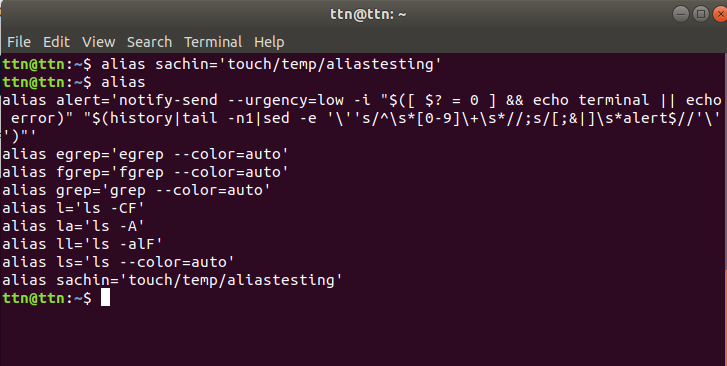 ttn@ttn: ~
File Edit View Search Terminal Help
ttn@ttn:~$ alias sachin='touch/temp/aliastesting'
ttn@ttn:~$ alias
alias alert='notify-send --urgency=low -i "$([ $? = 0 ] && echo terminal || echo
 error)" "$(history|tail -n1|sed -e '\''s/^\s*[0-9]\+\s*//;s/[;&|]\s*alert$//'\'
')"'
alias egrep='egrep --color=auto'
alias fgrep='fgrep --color=auto'
alias grep='grep --color=auto'
alias l='ls -CF'
alias la='ls -A'
alias ll='ls -alF'
alias ls='ls --color=auto'
alias sachin='touch/temp/aliastesting'
ttn@ttn:~$